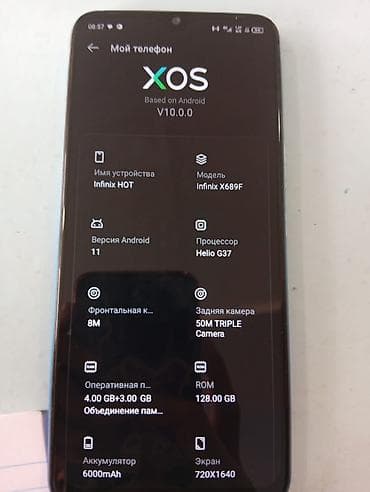 08:57
Мой телефон
XOS
Based on Android
V10.0.0
Имя устройства
Infinix HOT
Модель
Infinix X689F
Версия Android
11
Процессор
Helio G37
Фронтальная к...
8M
Задняя камера
50M TRIPLE
Camera
Оперативная п...
4.00 GB+3.00 GB
Объединение пам...
ROM
128.00 GB
Аккумулятор
6000mAh
Экран
720X1640